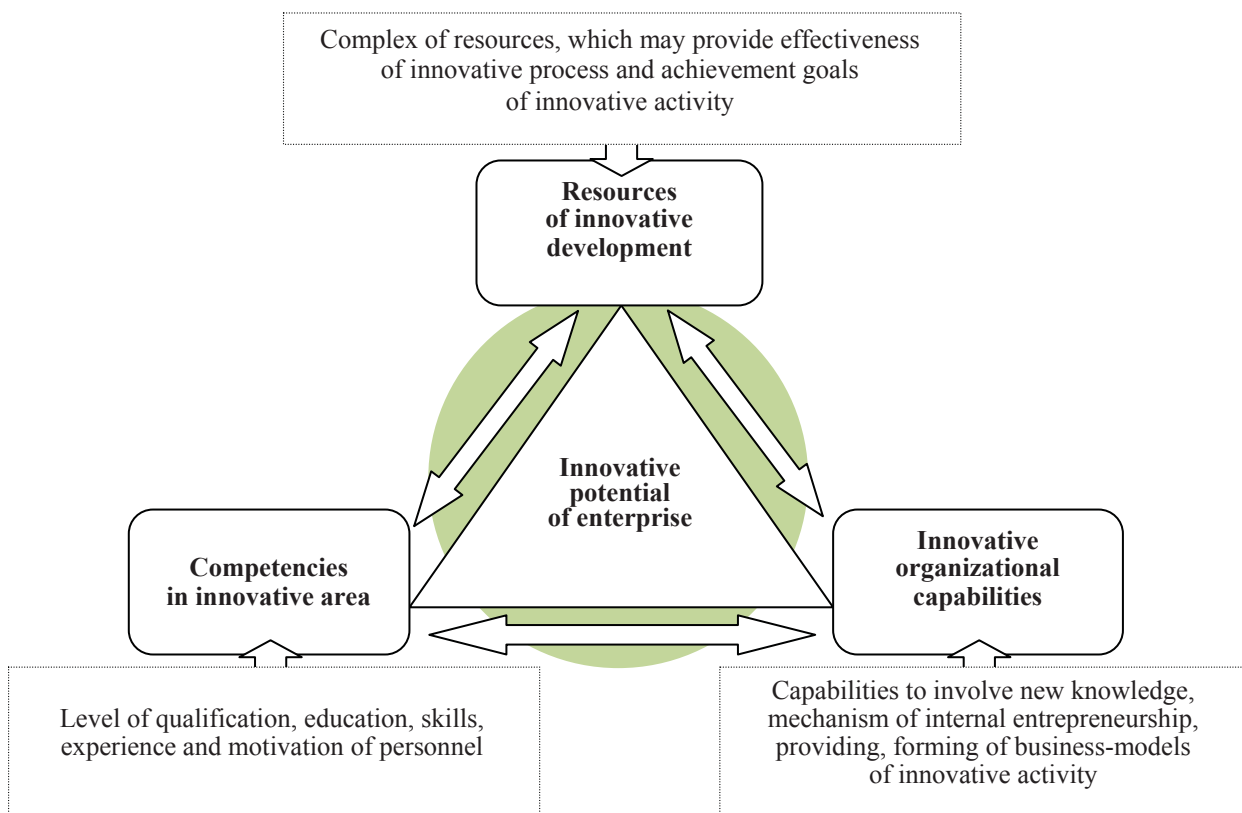 Complex of resources, which may provide effectiveness
of innovative process and achievement goals
of innovative activity
Resources
of innovative
development
Innovative
potential
of enterprise
Competencies
in innovative area
Innovative
organizational
capabilities
Level of qualification, education, skills,
experience and motivation of personnel
Capabilities to involve new knowledge,
mechanism of internal entrepreneurship,
providing, forming of business-models
of innovative activity